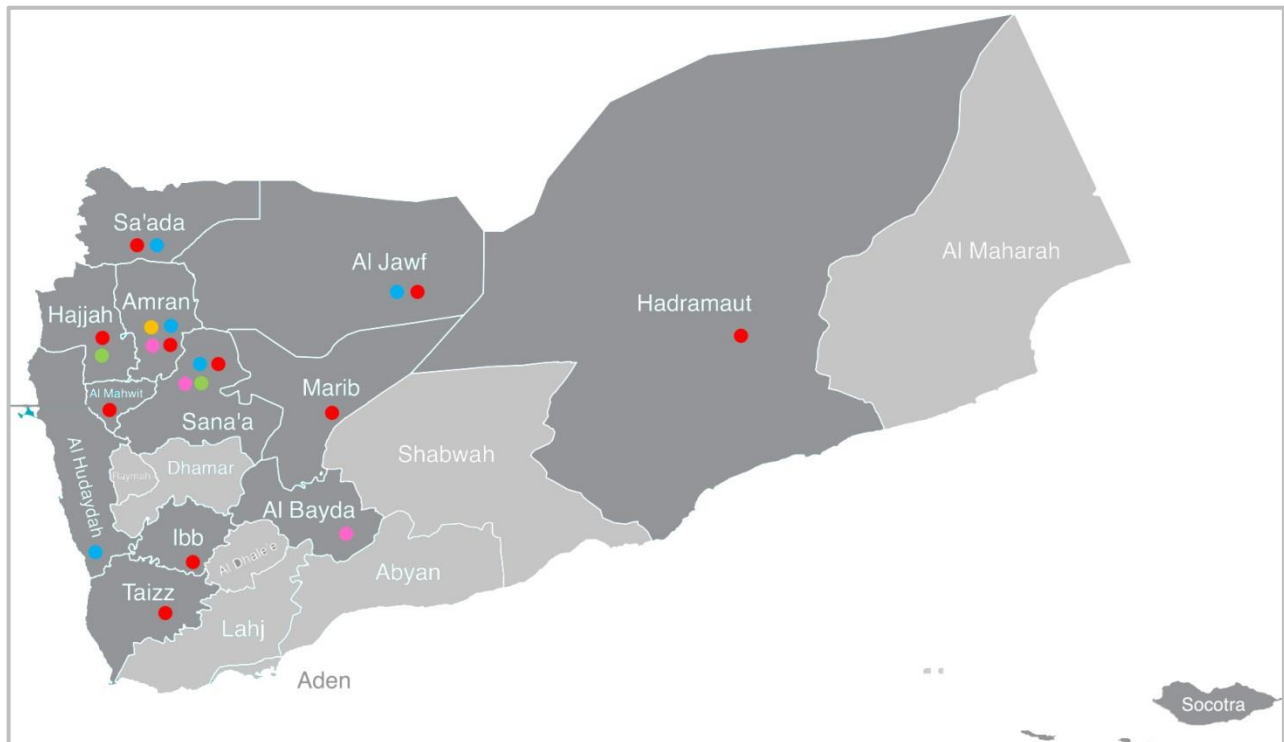 Sa'ada
Al Jawf
Al Maharah
Amran
Hajjah
Hadramaut
Al Mahwit
Marib
Sana'a
Al Hudaydah
Shabwah
Raymah
Dhamar
Al Bayda
Ibb
Al Dhale'e
Abyan
Taizz
Lahj
Aden
Socotra